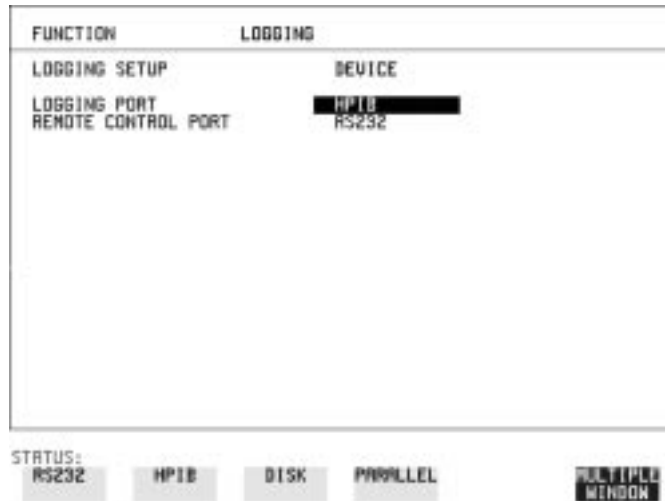 FUNCTION LOGGING
LOGGING SETUP DEVICE
LOGGING PORT HPIB
REMOTE CONTROL PORT RS232
STATUS:
RS232 HPIB DISK PARALLEL MULTIPLE
WINDOW